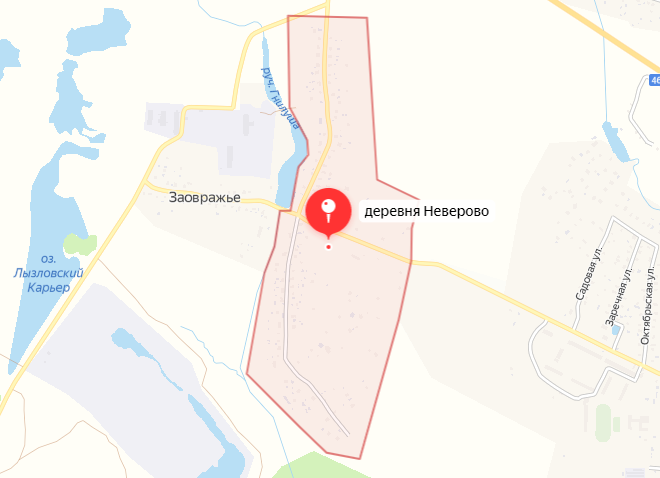 руч. Гнилуша
46
Заовражье
деревня Неверово
оз.
Лызловский
Карьер
Садовая ул.
Заречная ул.
Октябрьская ул.